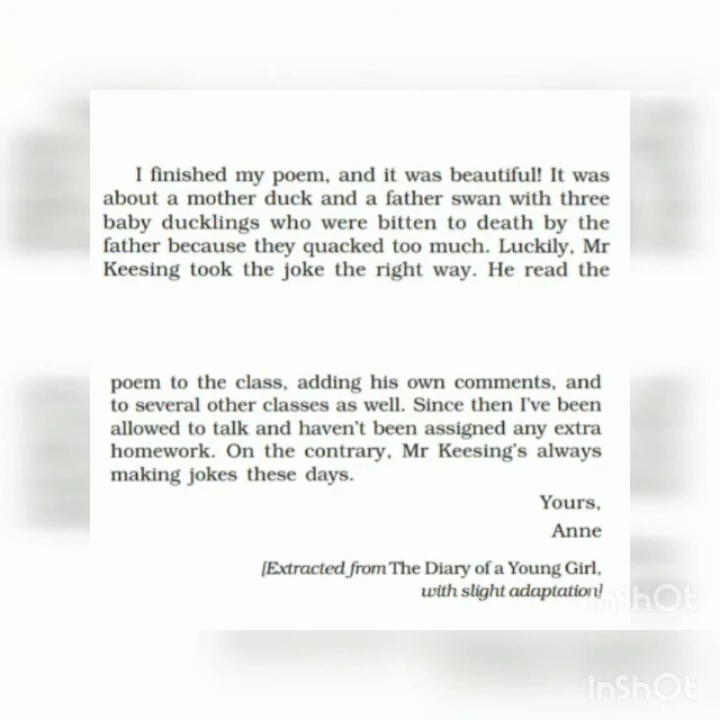 I finished my poem, and it was beautiful! It was
about a mother duck and a father swan with three
baby ducklings who were bitten to death by the
father because they quacked too much. Luckily, Mr
Keesing took the joke the right way. He read the
poem to the class, adding his own comments, and
to several other classes as well. Since then I've been
allowed to talk and haven't been assigned any extra
homework. On the contrary, Mr Keesing's always
making jokes these days.
Yours,
Anne
[Extracted from The Diary of a Young Girl,
with slight adaptation]
InShOt
InShOt